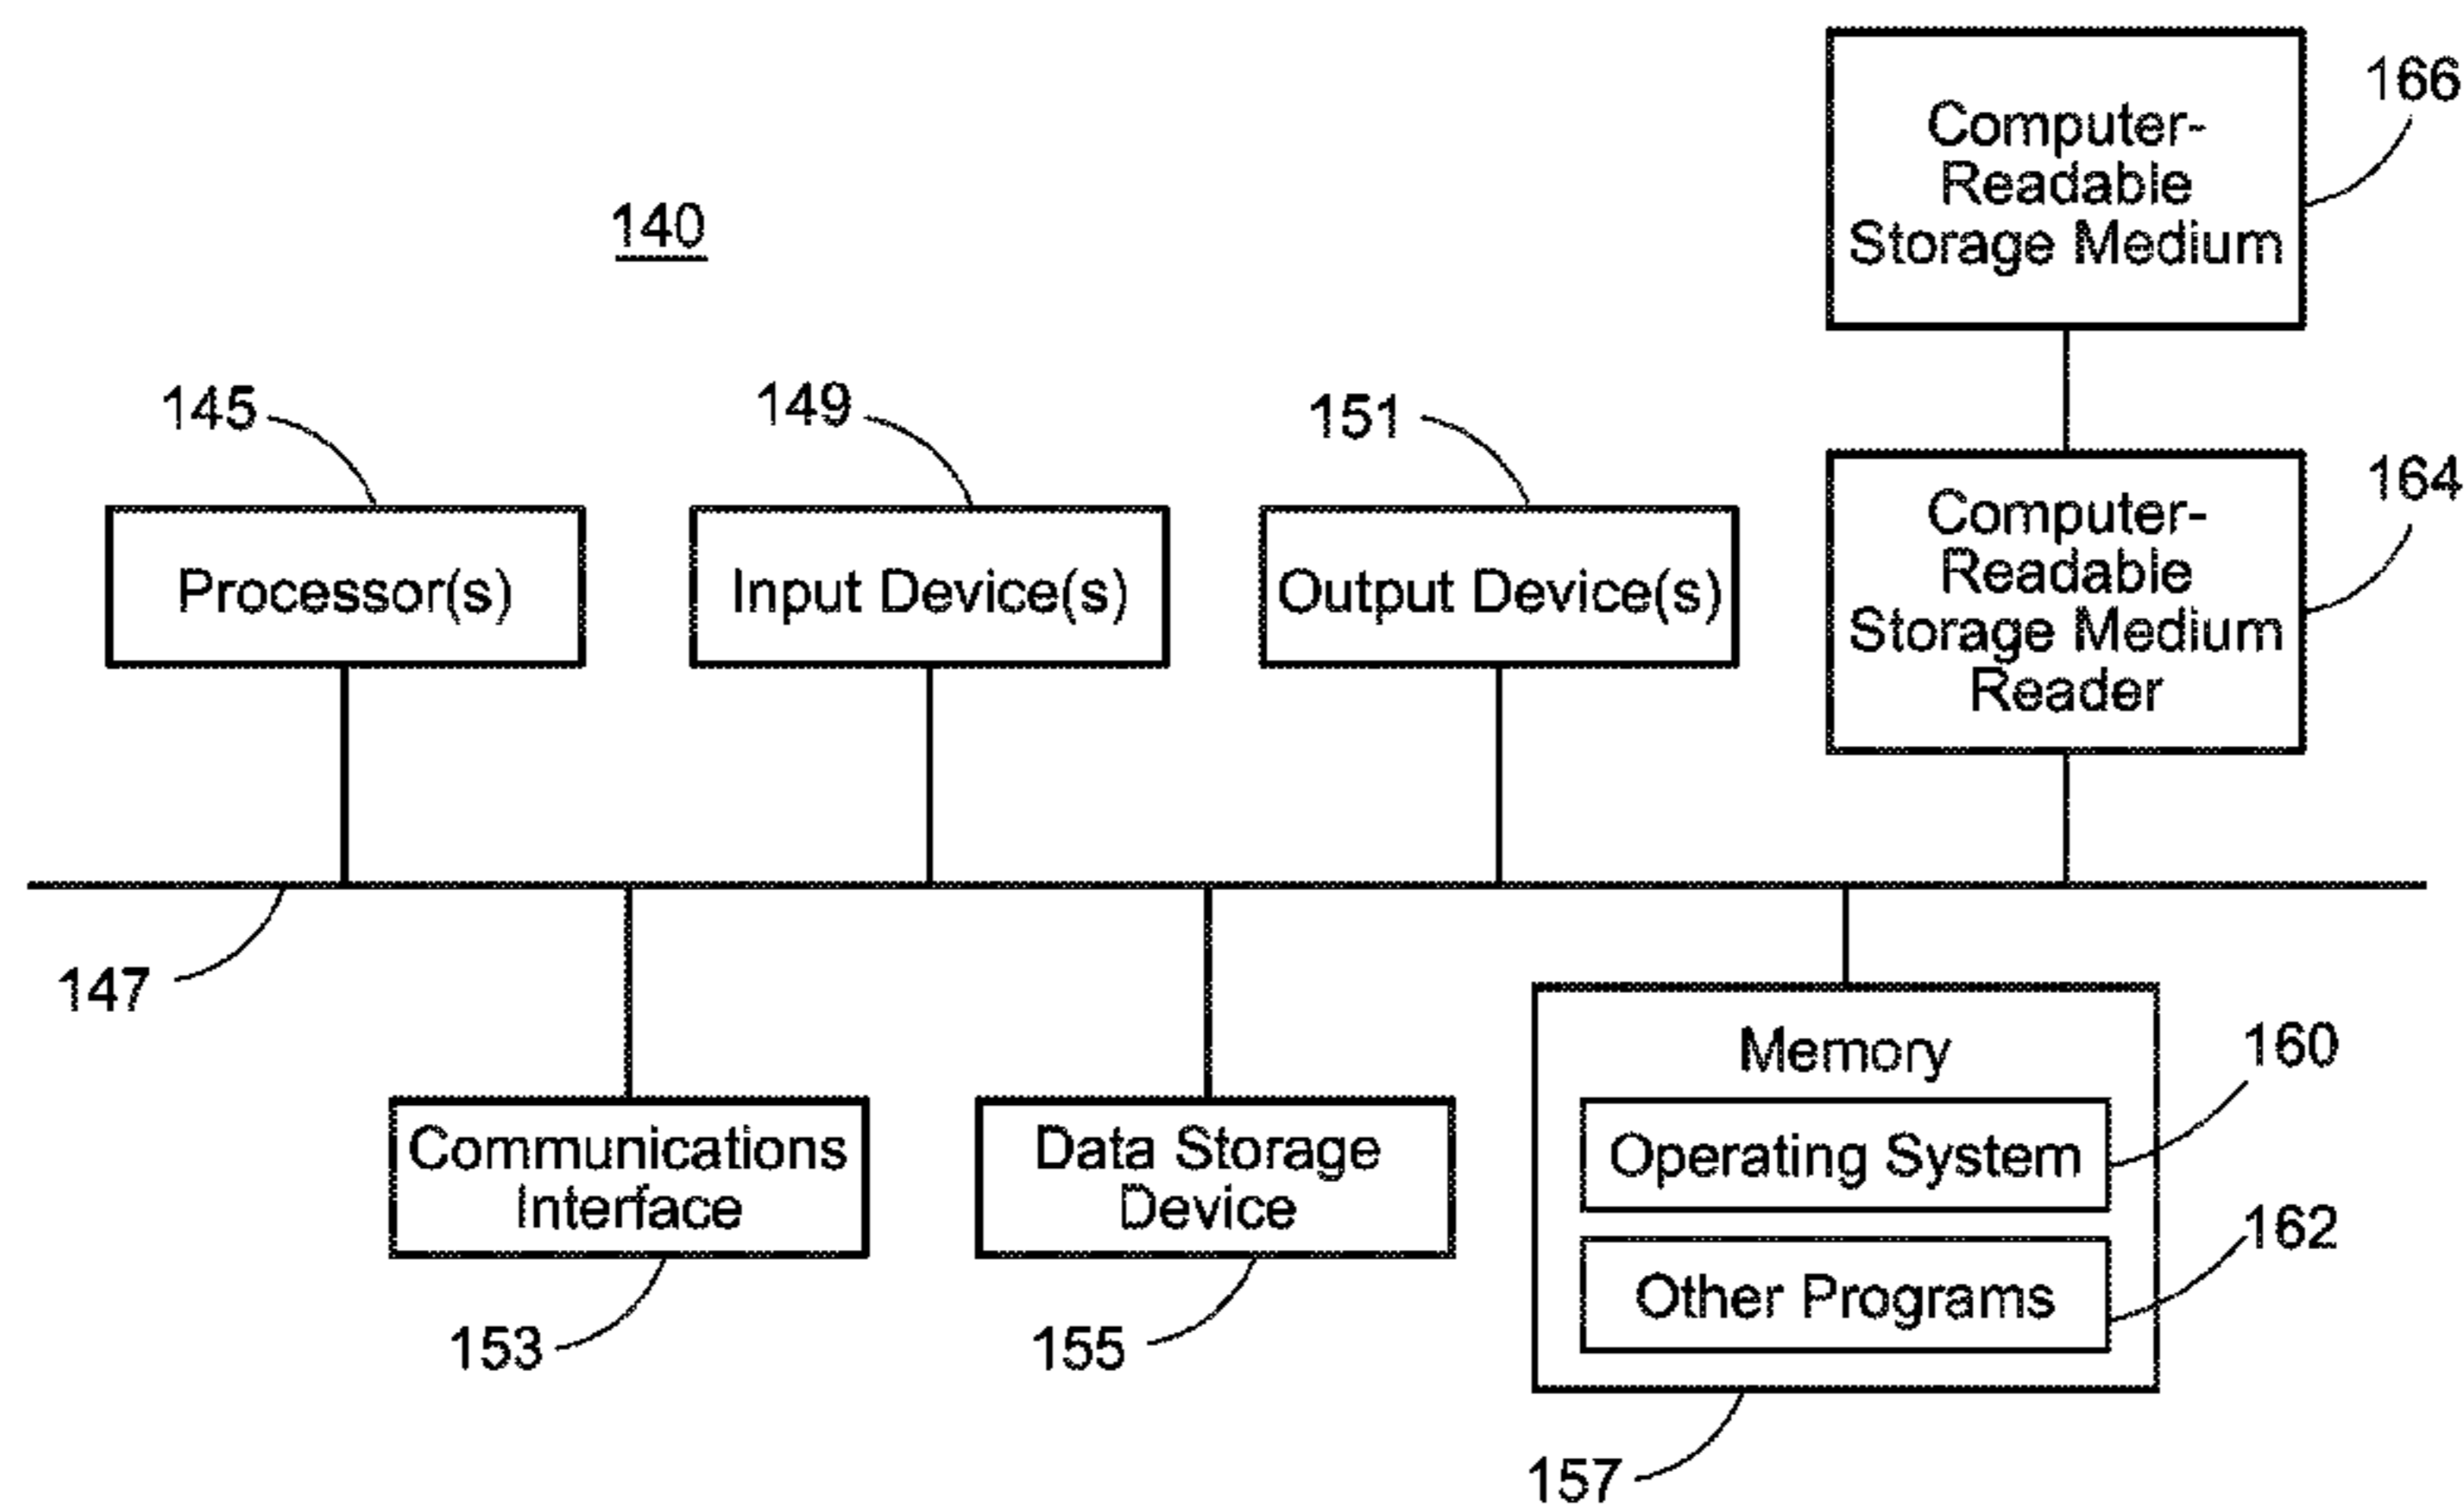 166
Computer-
Readable
Storage Medium
140
145
149
151
164
Processor(s)
Input Device(s)
Output Device(s)
Computer-
Readable
Storage Medium
Reader
147
Memory
160
Operating System
162
Other Programs
Communications
Interface
Data Storage
Device
153
155
157